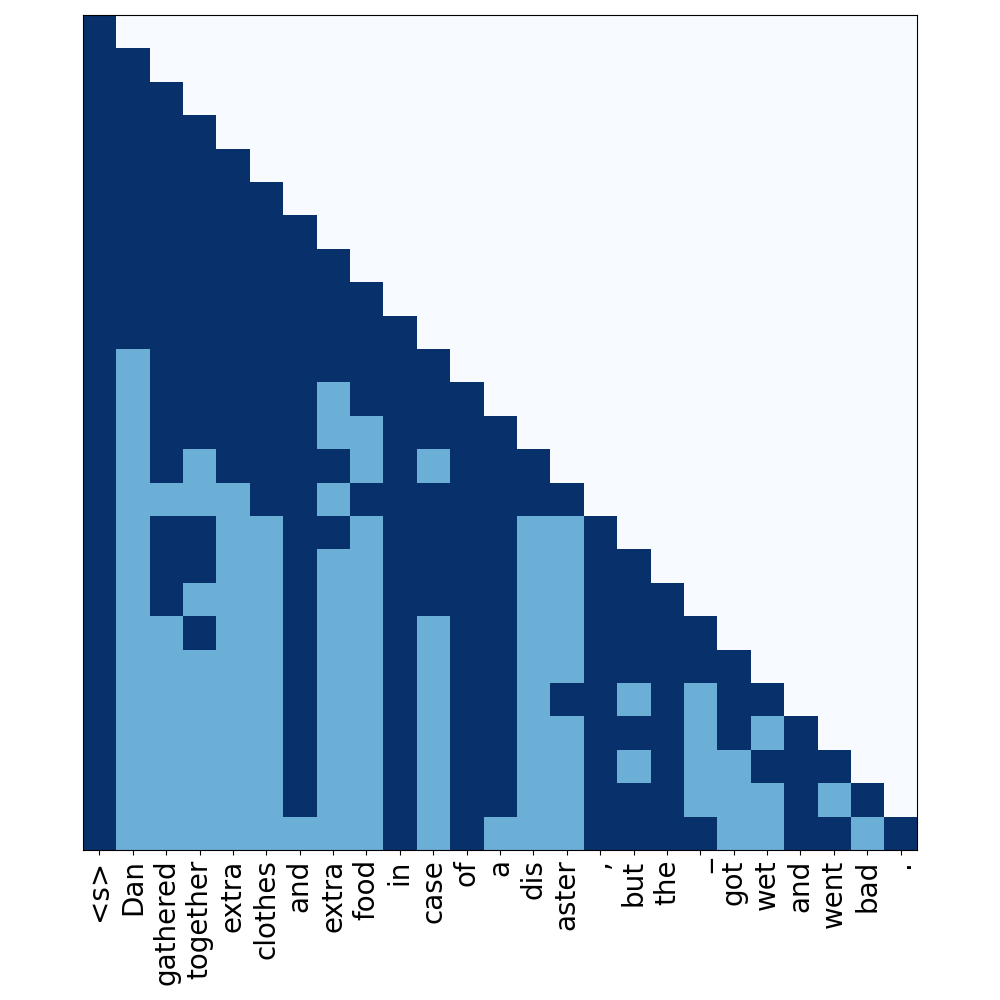 <s> Dan gathered together extra clothes and extra food in case of a dis aster , but the _ got wet and went bad .